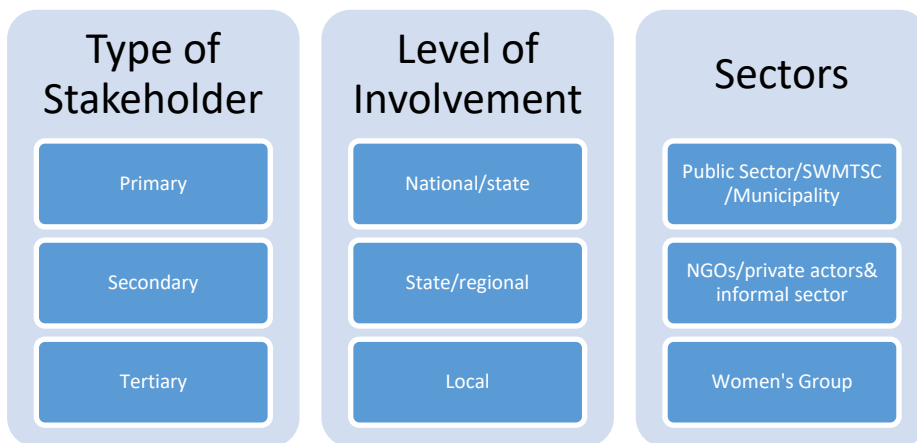 Type of
Stakeholder
Primary
Secondary
Tertiary
Level of
Involvement
National/state
State/regional
Local
Sectors
Public Sector/SWMTSC
/Municipality
NGOs/private actors&
informal sector
Women's Group